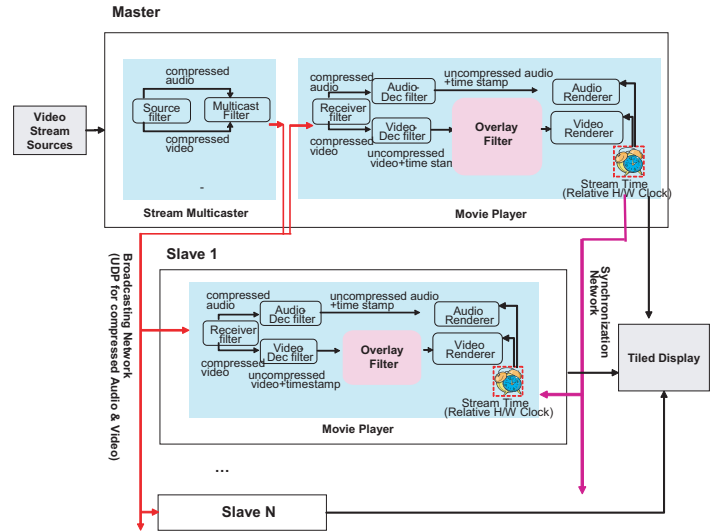 Master
Video
Stream
Sources
compressed
audio
Source
filter
Multicast
Filter
compressed
video
-
Stream Multicaster
compressed
audio
Receiver
filter
compressed
video
Audio
Dec filter
uncompressed audio
+time stamp
Video
Dec filter
uncompressed
video+time stam
Overlay
Filter
Audio
Renderer
Video
Renderer
Stream Time
(Relative H/W Clock)
Movie Player
Broadcasting Network
(UDP for compressed Audio & Video)
Slave 1
compressed
audio
Receiver
filter
compressed
video
Audio
Dec filter
uncompressed audio
+time stamp
Video
Dec filter
uncompressed
video+timestamp
Overlay
Filter
Audio
Renderer
Video
Renderer
Stream Time
(Relative H/W Clock)
Movie Player
Synchronization
Network
Tiled Display
...
Slave N